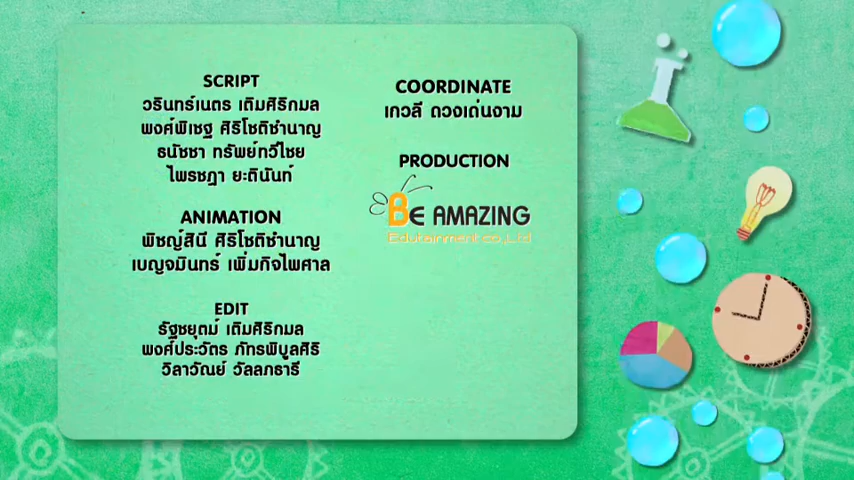 SCRIPT
วรินทร์เนตร เติมศิริกมล
พงศ์พิเชฐ ศิริโชติชำนาญ
ธนัชชา ทรัพย์ทวีไชย
ไพรชฎา ยะตินันท์
ANIMATION
พิชญ์สินี ศิริโชติชำนาญ
เบญจมินทร์ เพิ่มกิจไพศาล
EDIT
รัฐชยุตม์ เติมศิริกมล
พงศ์ประวัตร ภัทรพิบูลศิริ
วิลาวัณย์ วัลลภธารี
COORDINATE
เกวลี ดวงเด่นงาม
PRODUCTION
BE AMAZING
Edutainment co.,Ltd